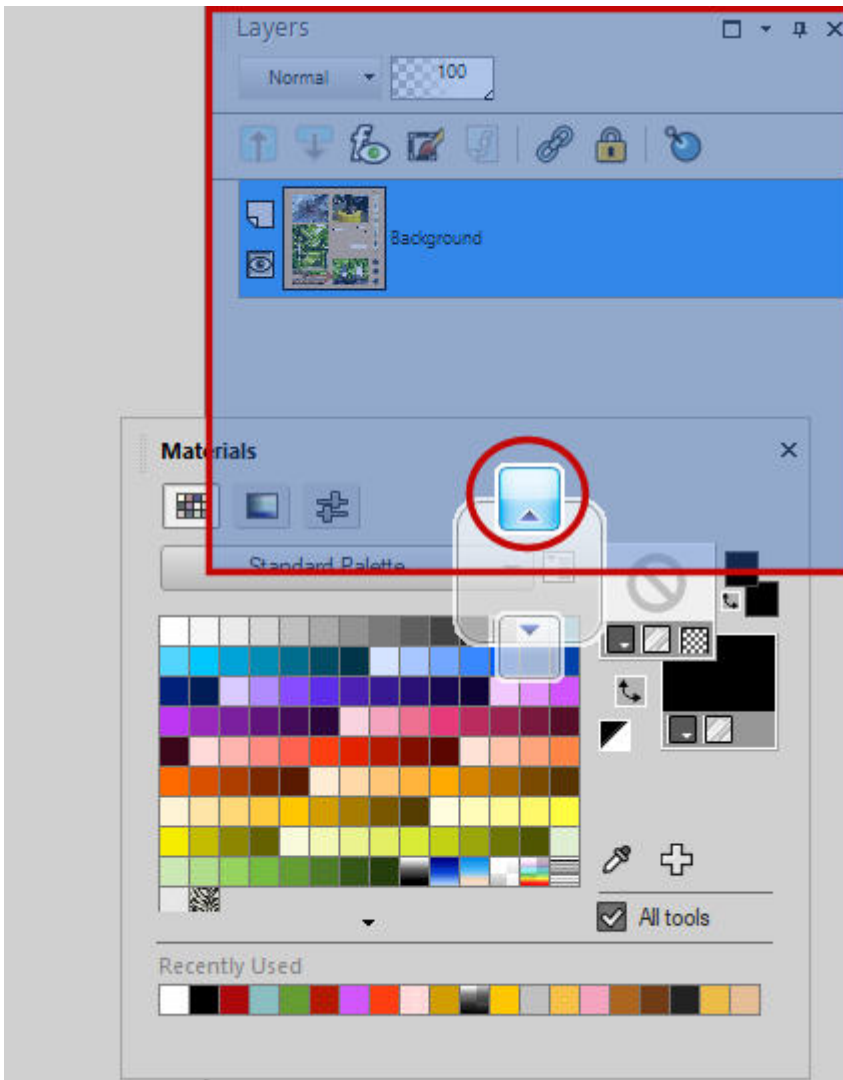 Layers
Normal
100
Background
Materials
Standard Palette
All tools
Recently Used